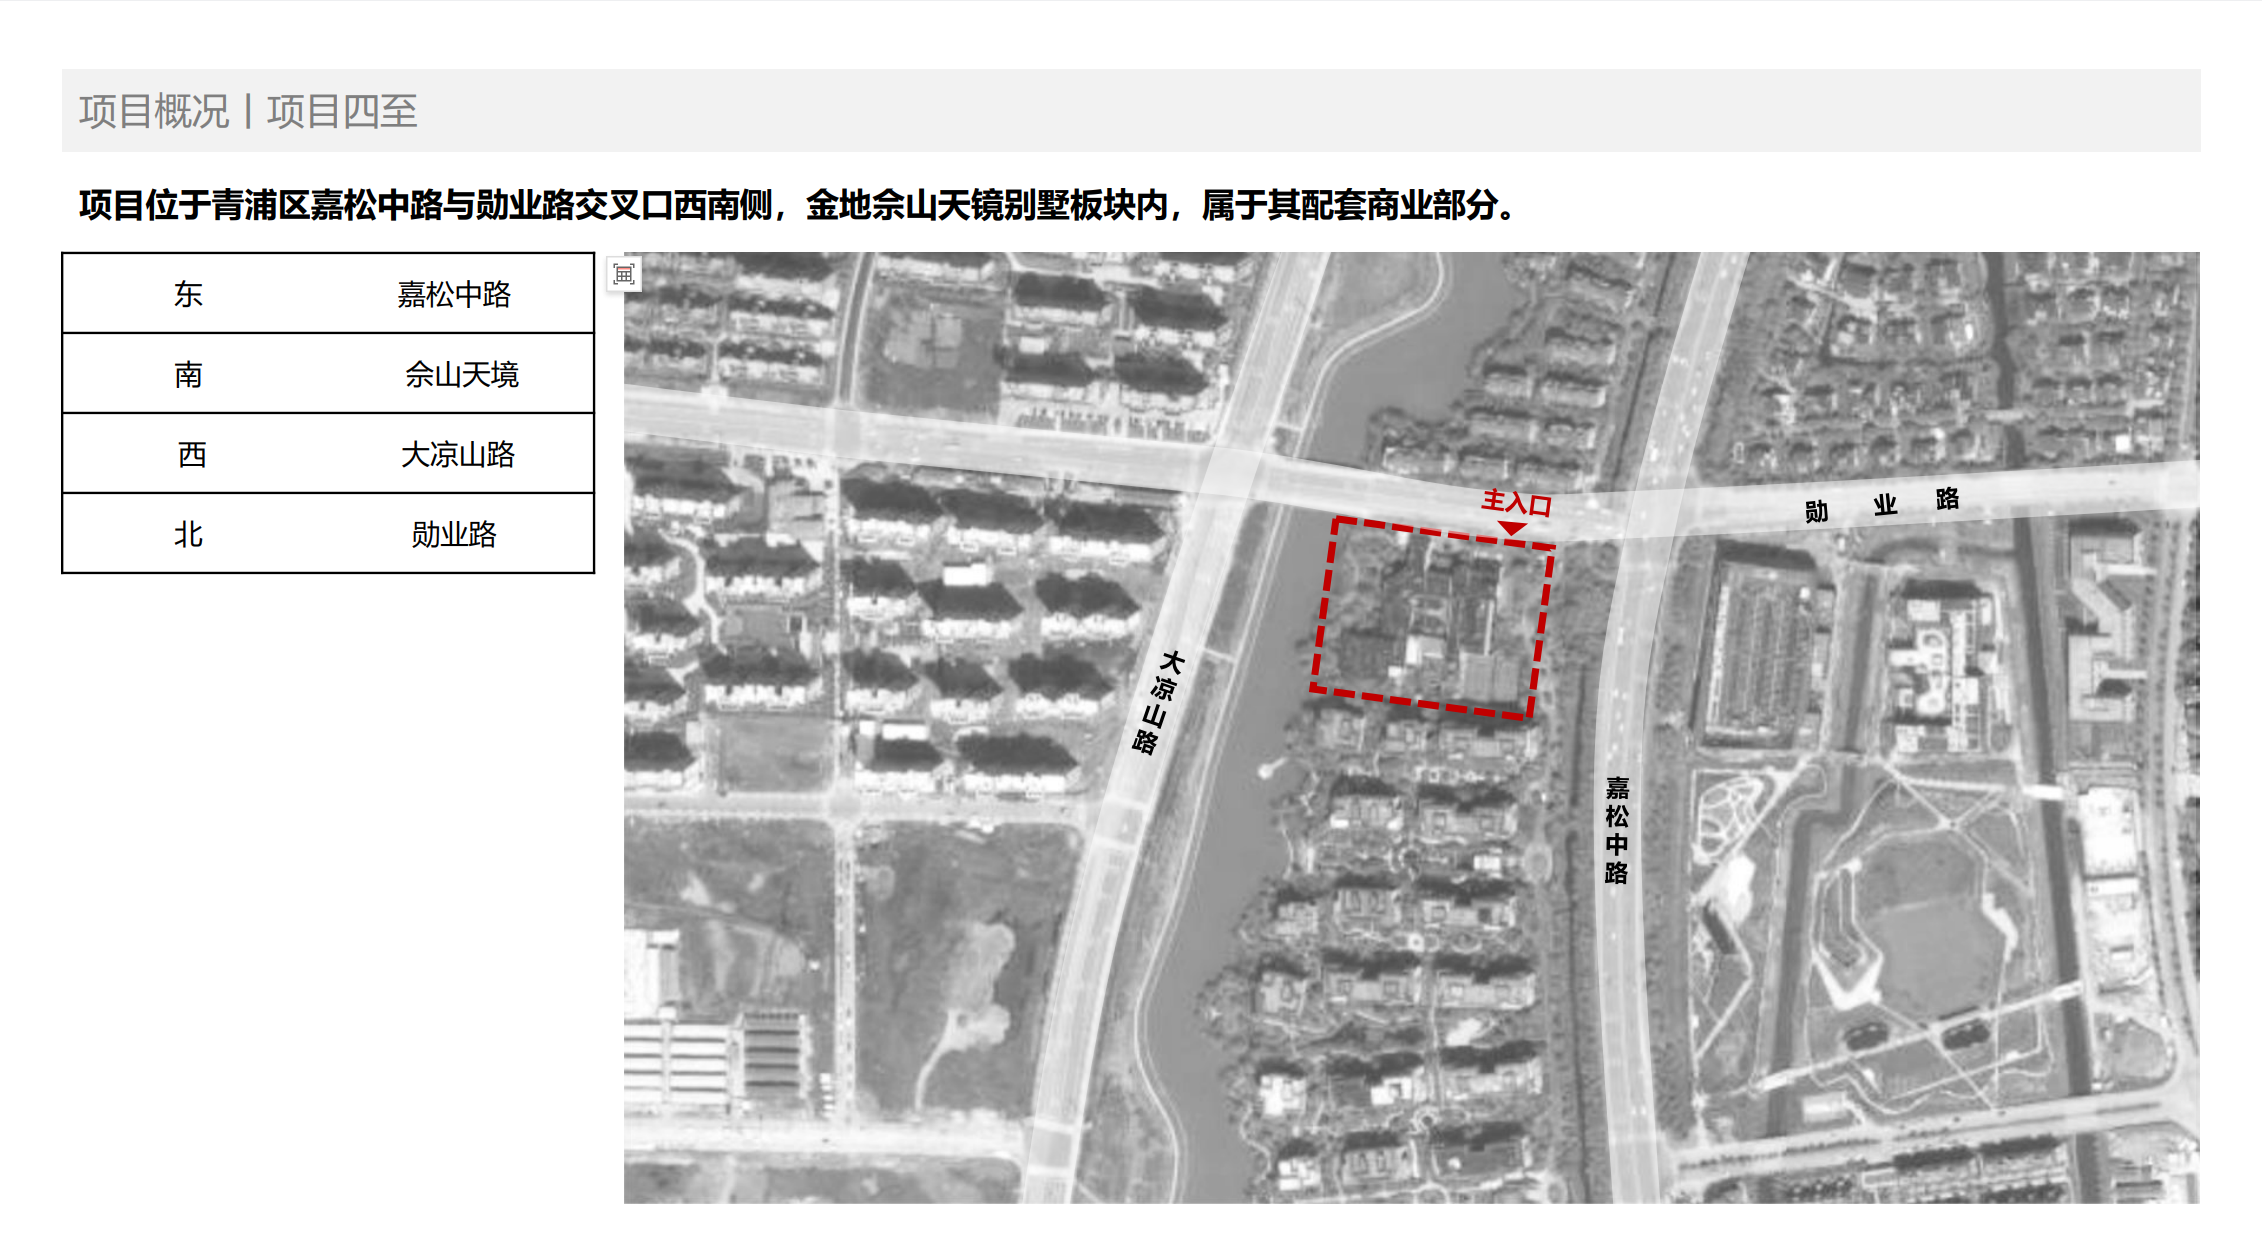 项目概况丨项目四至
项目位于青浦区嘉松中路与勋业路交叉口西南侧，金地佘山天镜别墅板块内，属于其配套商业部分。
东 嘉松中路
南 佘山天境
西 大凉山路
北 勋业路
主入口
勋业路
大凉山路
嘉松中路